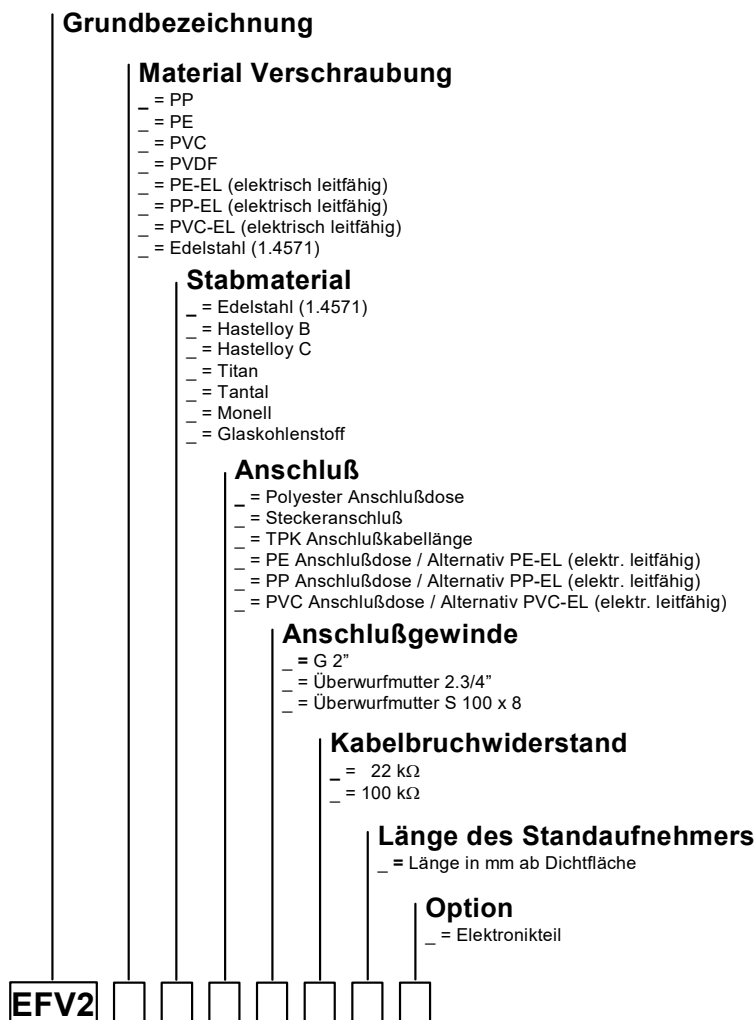 Grundbezeichnung
Material Verschraubung
_ = PP
_ = PE
_ = PVC
_ = PVDF
_ = PE-EL (elektrisch leitfähig)
_ = PP-EL (elektrisch leitfähig)
_ = PVC-EL (elektrisch leitfähig)
_ = Edelstahl (1.4571)
Stabmaterial
_ = Edelstahl (1.4571)
_ = Hastelloy B
_ = Hastelloy C
_ = Titan
_ = Tantal
_ = Monell
_ = Glaskohlenstoff
Anschluß
_ = Polyester Anschlußdose
_ = Steckeranschluß
_ = TPK Anschlußkabellänge
_ = PE Anschlußdose / Alternativ PE-EL (elektr. leitfähig)
_ = PP Anschlußdose / Alternativ PP-EL (elektr. leitfähig)
_ = PVC Anschlußdose / Alternativ PVC-EL (elektr. leitfähig)
Anschlußgewinde
_ = G 2”
_ = Überwurfmutter 2.3/4”
_ = Überwurfmutter S 100 x 8
Kabelbruchwiderstand
_ = 22 kΩ
_ = 100 kΩ
Länge des Standaufnehmers
_ = Länge in mm ab Dichtfläche
Option
_ = Elektronikteil
EFV2